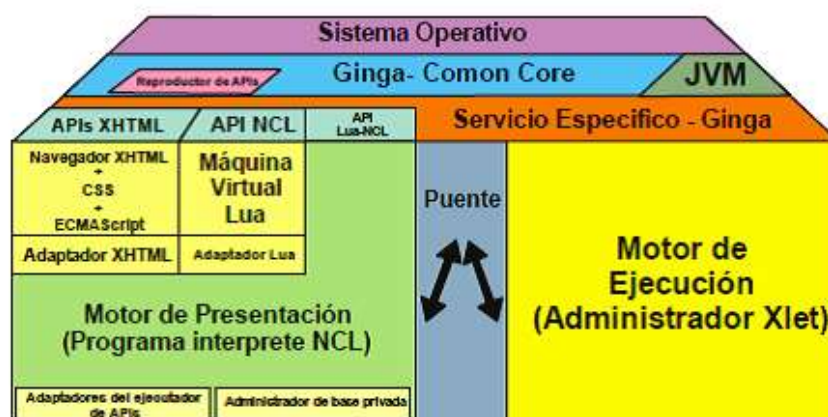 Sistema Operativo
Reproductor de APIs
Ginga- Comon Core
JVM
APIs XHTML
API NCL
API
Lua-NCL
Servicio Especifico - Ginga
Navegador XHTML
+
CSS
+
ECMAScript
Máquina
Virtual
Lua
Puente
Adaptador XHTML
Adaptador Lua
Motor de
Ejecución
(Administrador Xlet)
Motor de Presentación
(Programa interprete NCL)
Adaptadores del ejecutador
de APIs
Administrador de base privada